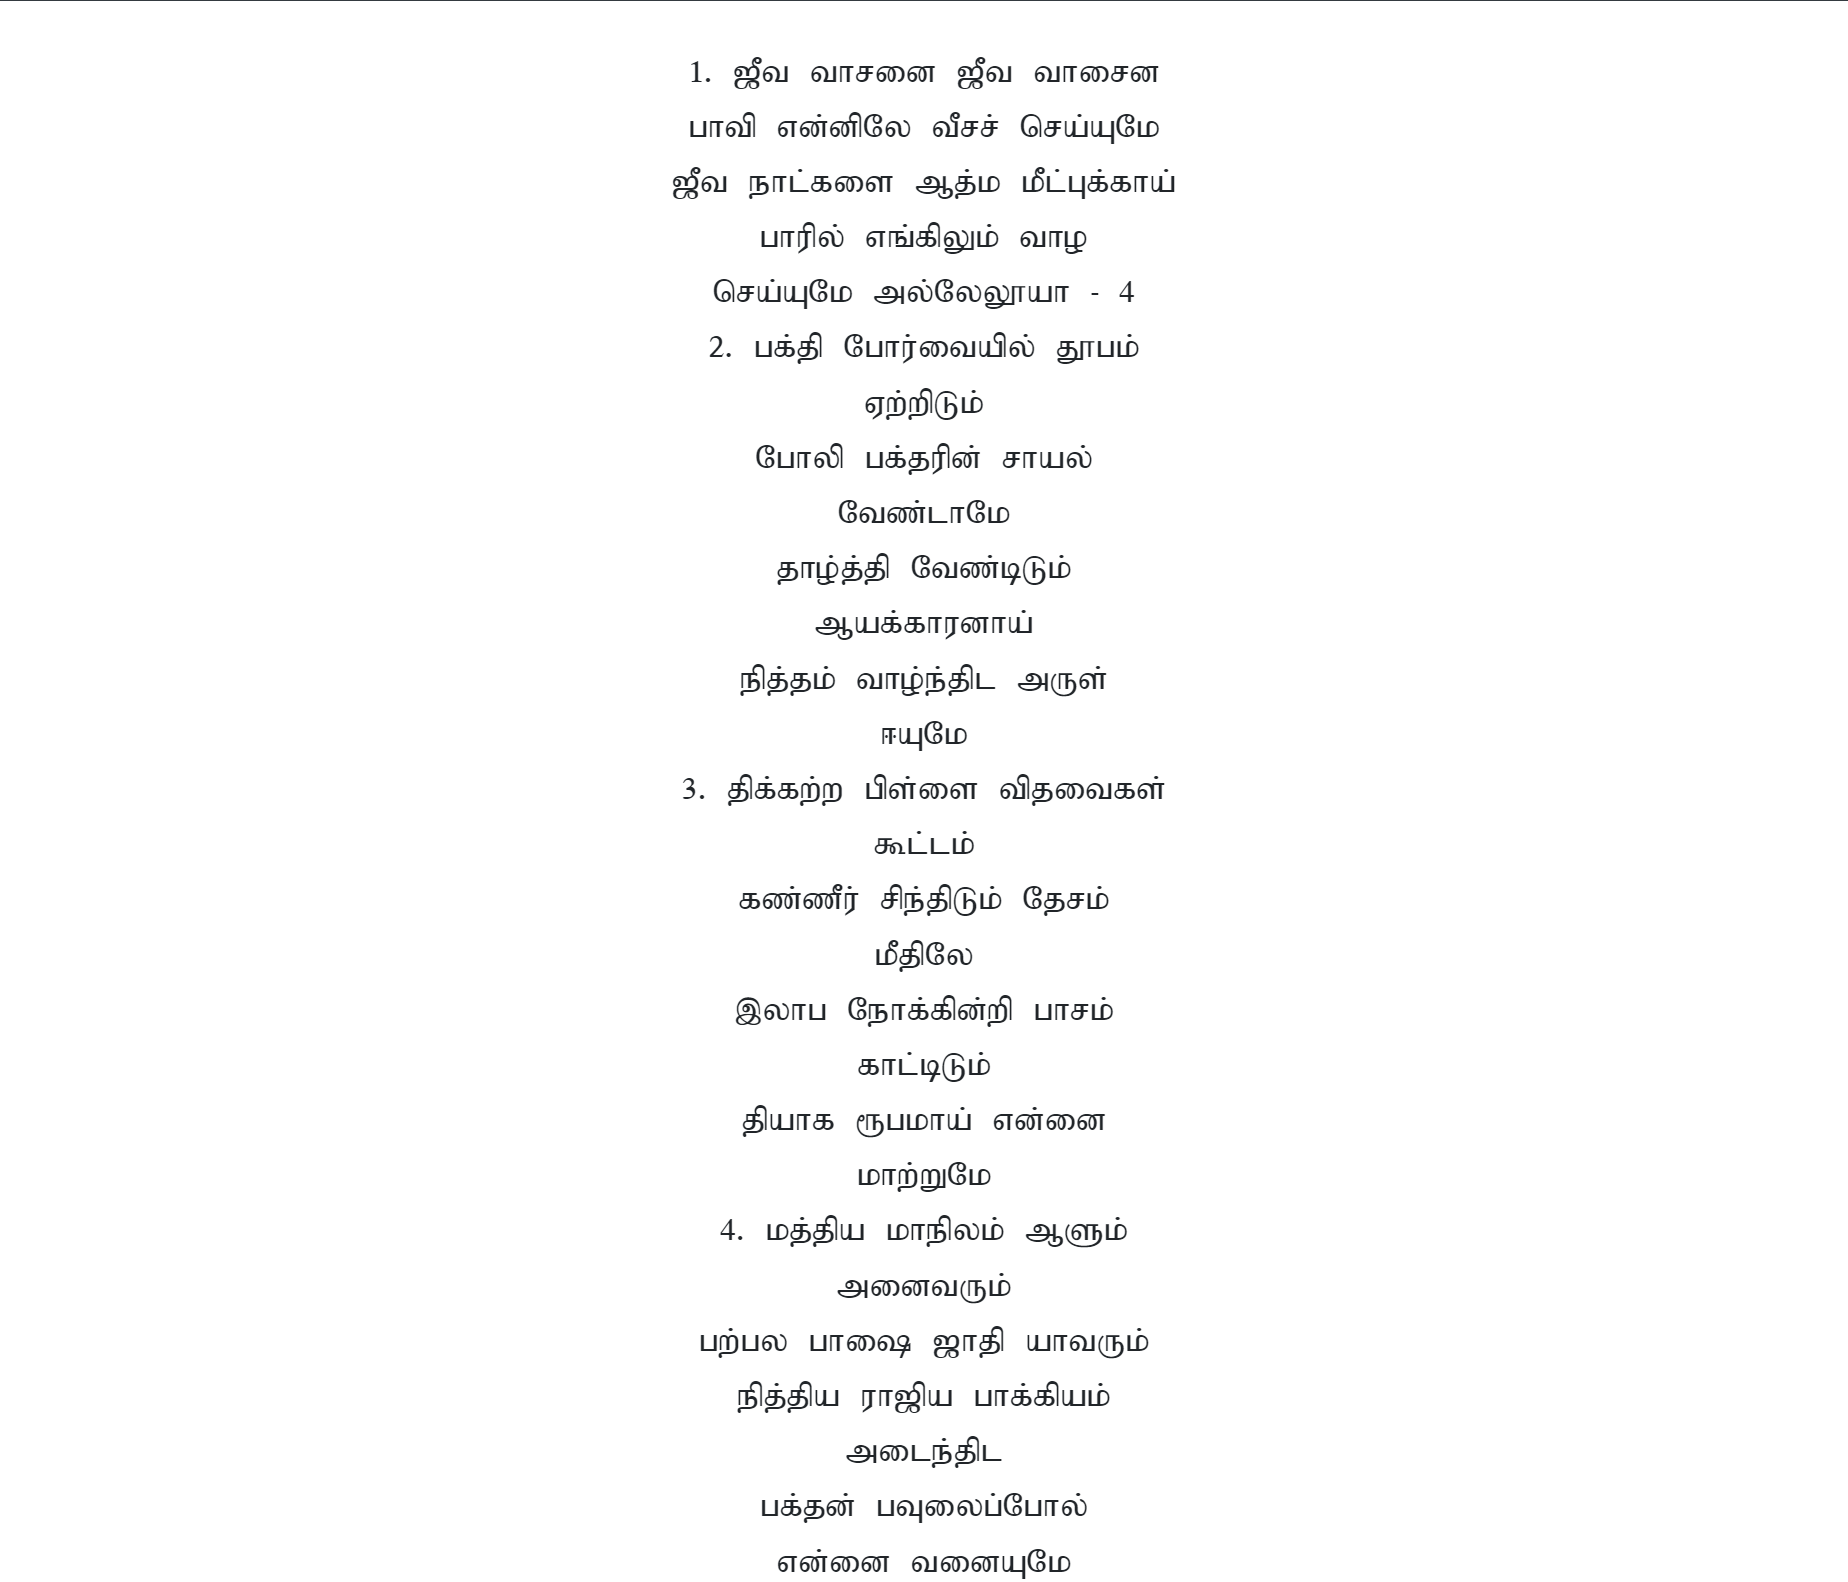 1. ஜீவ வாசனை ஜீவ வாசைன
பாவி என்னிலே வீசச் செய்யுமே
ஜீவ நாட்களை ஆத்ம மீட்புக்காய்
பாரில் எங்கிலும் வாழ
செய்யுமே அல்லேலூயா - 4
2. பக்தி போர்வையில் தூபம்
ஏற்றிடும்
போலி பக்தரின் சாயல்
வேண்டாமே
தாழ்த்தி வேண்டிடும்
ஆயக்காரனாய்
நித்தம் வாழ்ந்திட அருள்
ஈயுமே
3. திக்கற்ற பிள்ளை விதவைகள்
கூட்டம்
கண்ணீர் சிந்திடும் தேசம்
மீதிலே
இலாப நோக்கின்றி பாசம்
காட்டிடும்
தியாக ரூபமாய் என்னை
மாற்றுமே
4. மத்திய மாநிலம் ஆளும்
அனைவரும்
பற்பல பாஷை ஜாதி யாவரும்
நித்திய ராஜிய பாக்கியம்
அடைந்திட
பக்தன் பவுலைப்போல்
என்னை வனையுமே